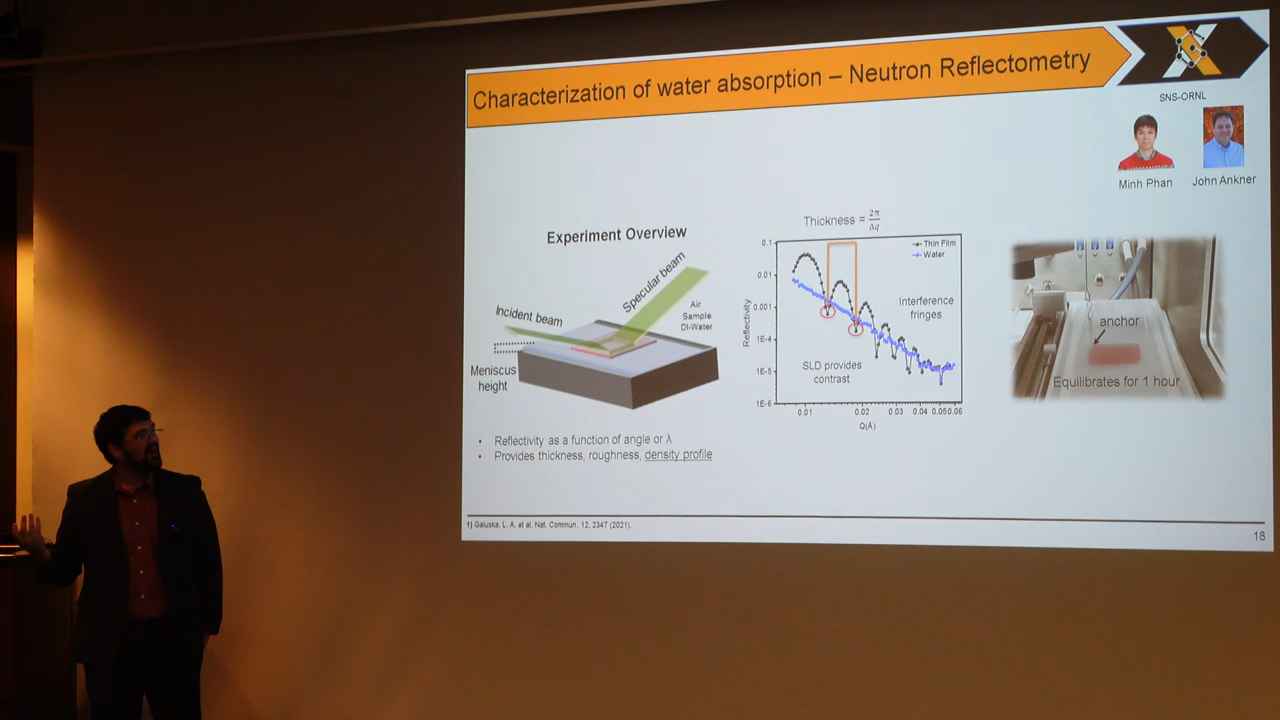 Characterization of water absorption – Neutron Reflectometry
SNS-ORNL
Minh Phan
John Ankner
Experiment Overview
Incident beam
Specular beam
Air
Sample
DI-Water
Meniscus
height
Thickness = 2π/Δq
Thin Film
Water
Interference
fringes
SLD provides
contrast
Reflectivity
0.1
0.01
0.001
1E-4
1E-5
1E-6
0.01
0.02
0.03
0.04
0.05
0.06
Q(Å)
anchor
Equilibrates for 1 hour
• Reflectivity as a function of angle or λ
• Provides thickness, roughness, density profile
1) Galuska, L. A. et al. Nat. Commun. 12, 2347 (2021).
18